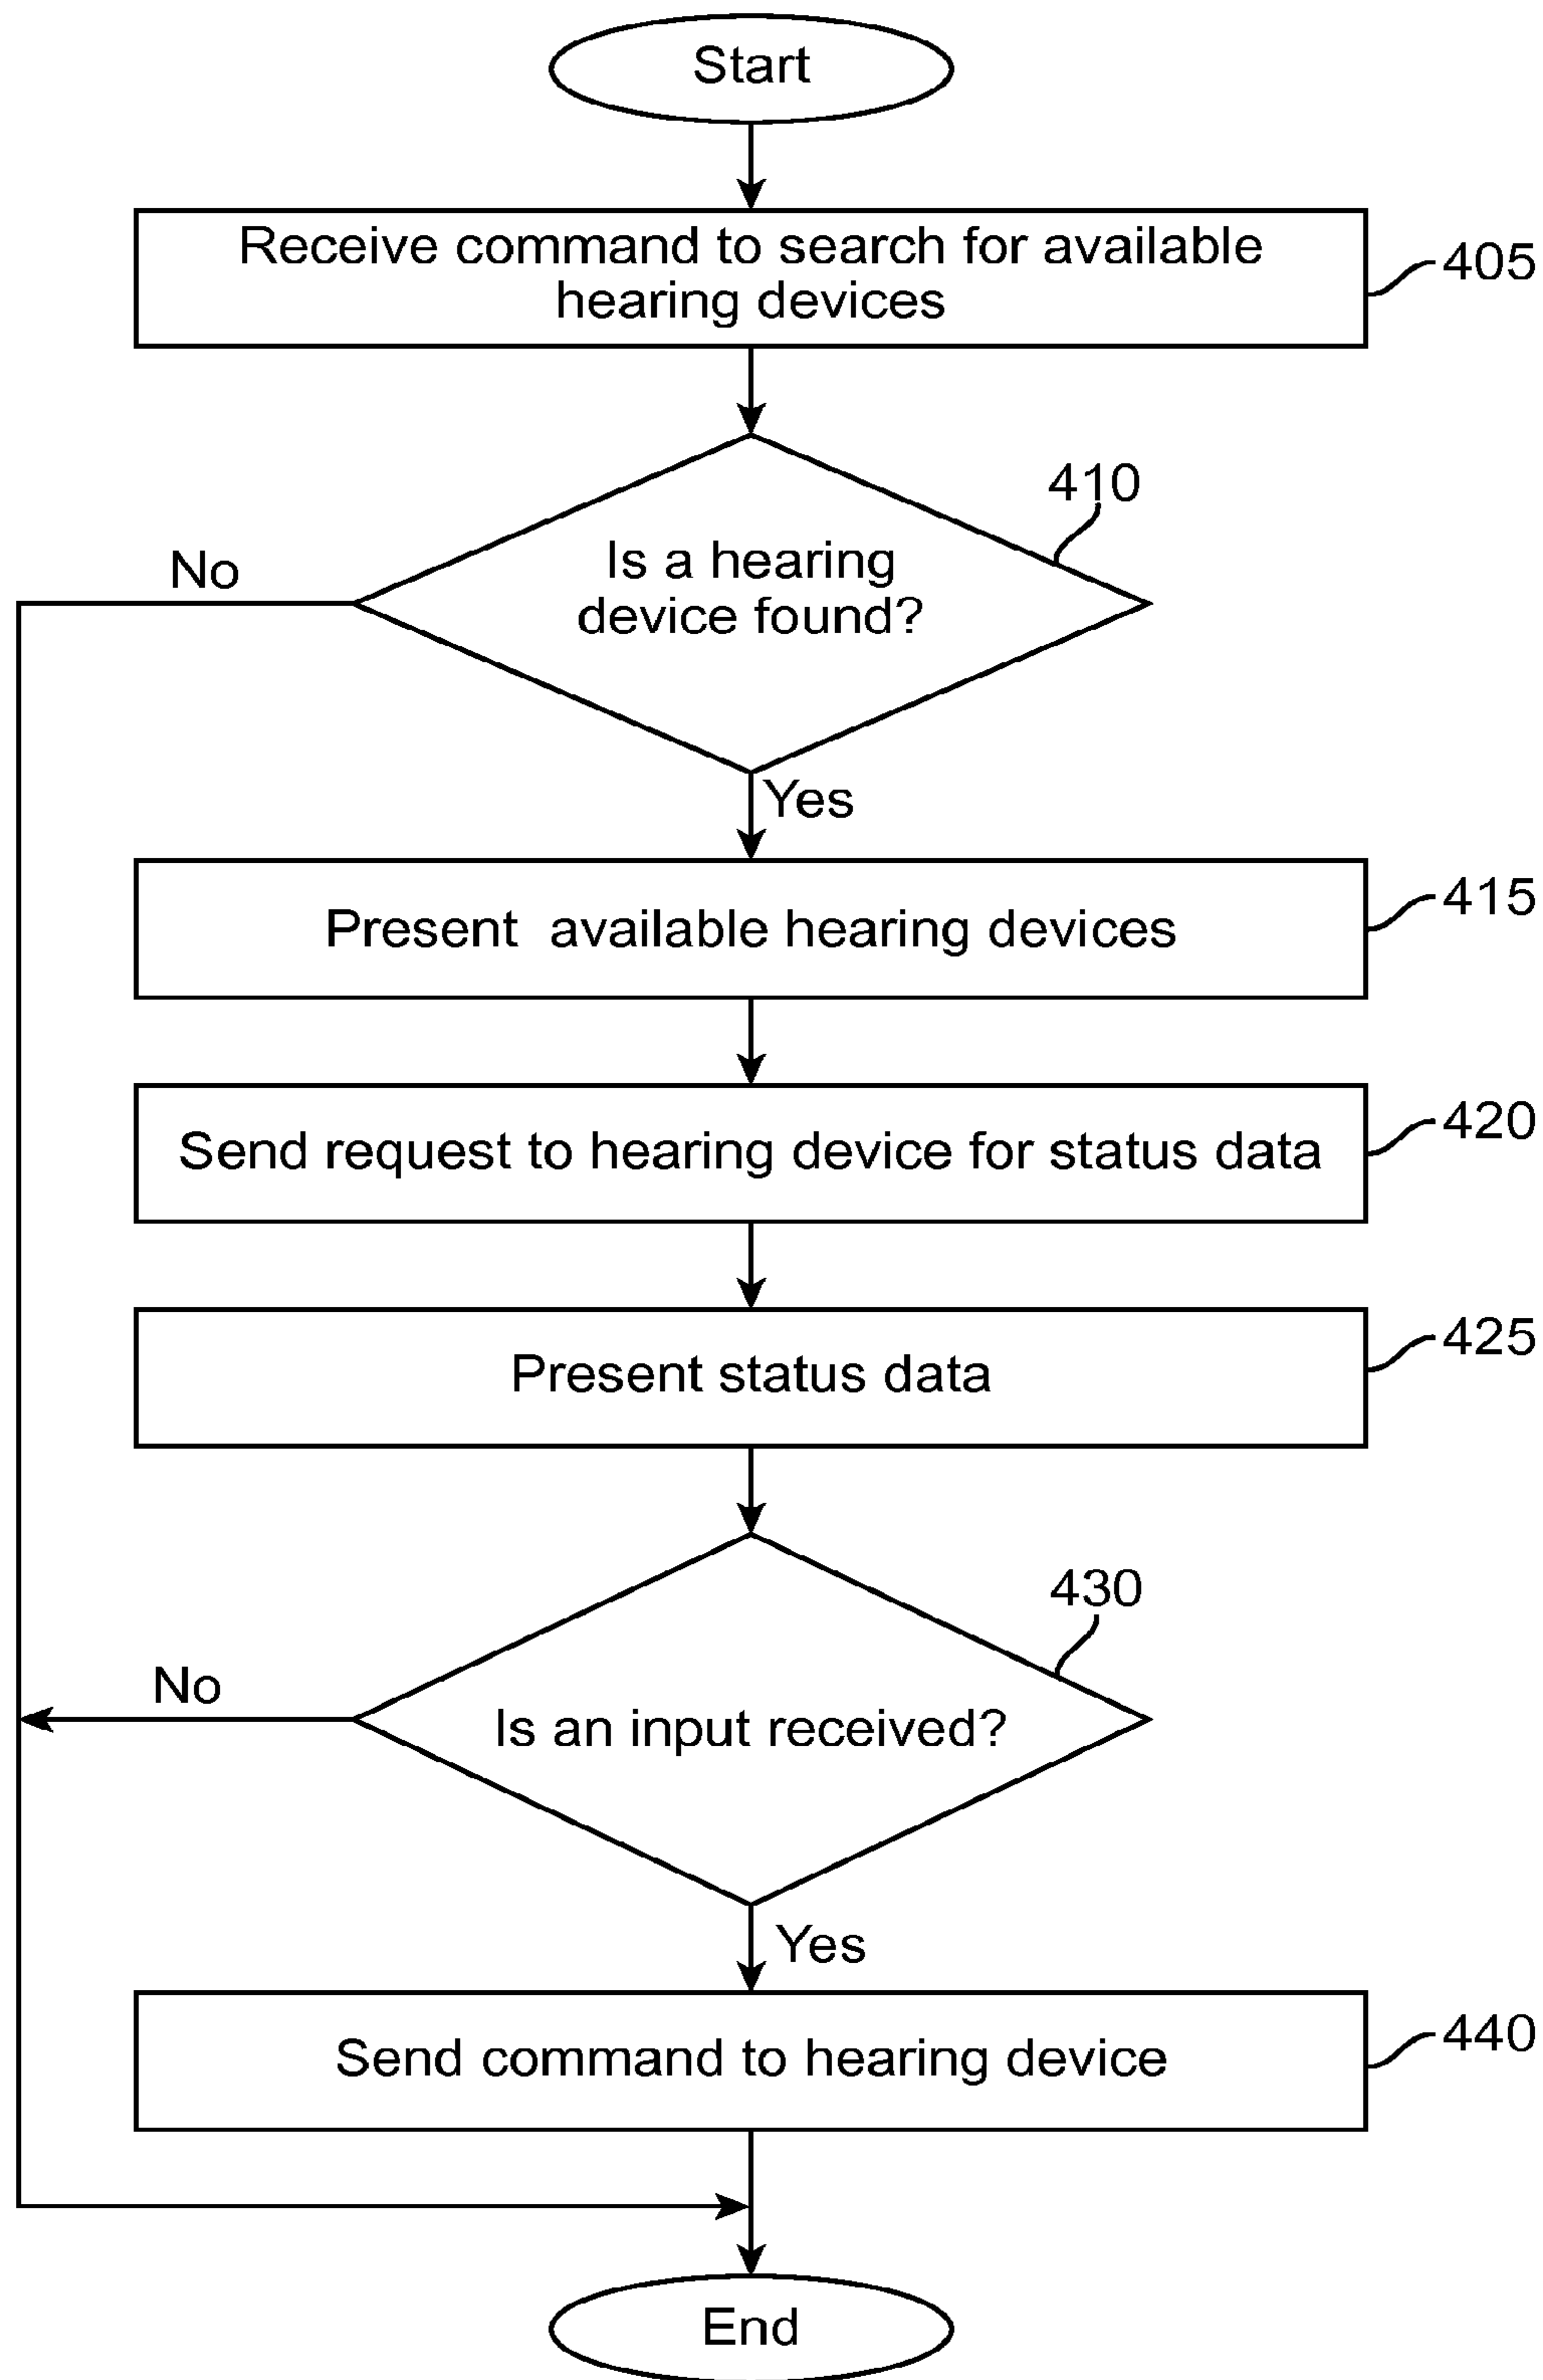 Start
Receive command to search for available
hearing devices
405
410
Is a hearing
device found?
No
Yes
Present available hearing devices
415
Send request to hearing device for status data
420
Present status data
425
430
Is an input received?
No
Yes
Send command to hearing device
440
End